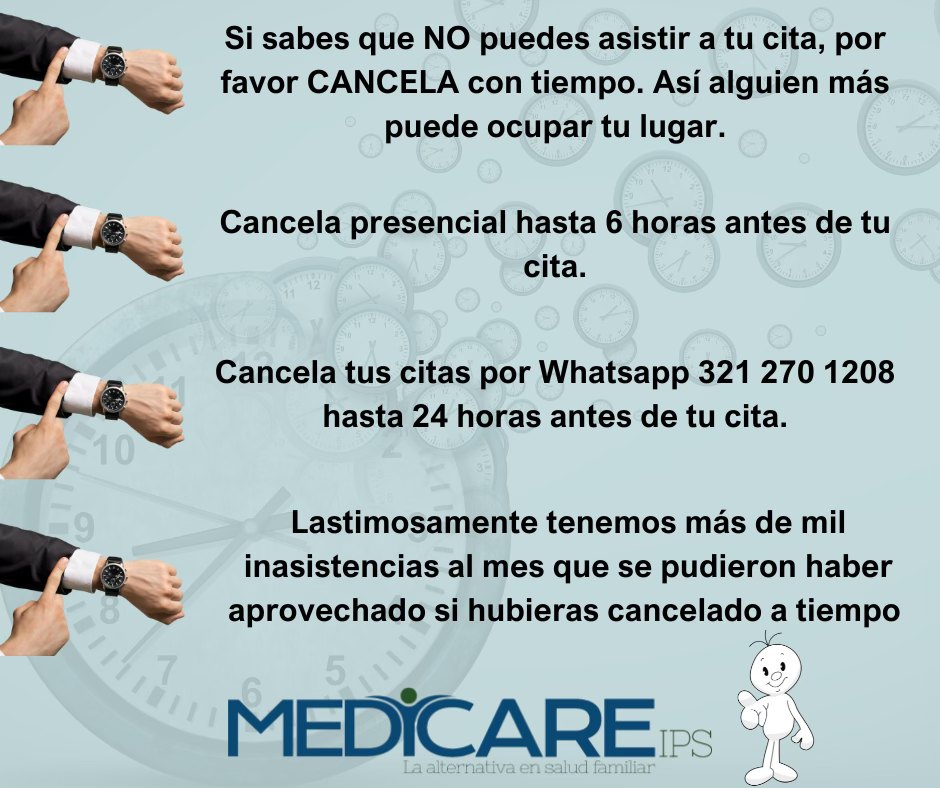 Si sabes que NO puedes asistir a tu cita, por
favor CANCELA con tiempo. Así alguien más
puede ocupar tu lugar.
Cancela presencial hasta 6 horas antes de tu
cita.
Cancela tus citas por Whatsapp 321 270 1208
hasta 24 horas antes de tu cita.
Lastimosamente tenemos más de mil
inasistencias al mes que se pudieron haber
aprovechado si hubieras cancelado a tiempo
MEDICARE IPS
La alternativa en salud familiar